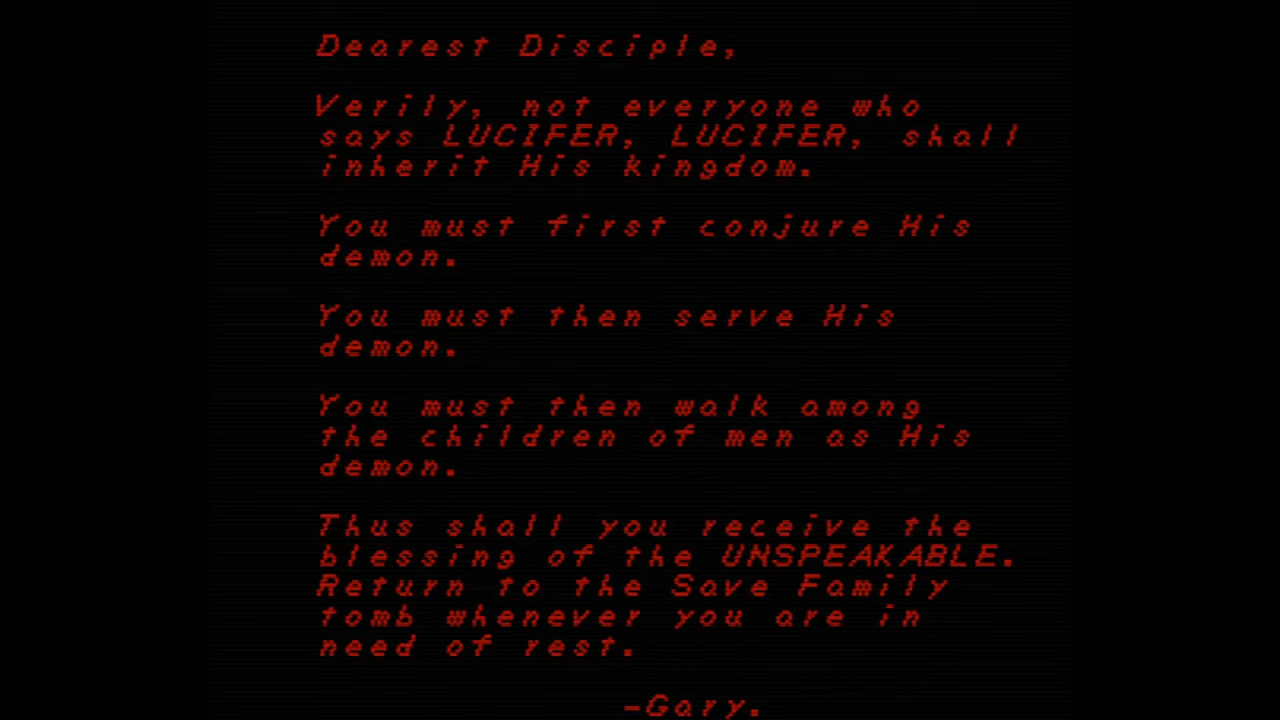 Dearest Disciple,
Verily, not everyone who
says LUCIFER, LUCIFER, shall
inherit His kingdom.
You must first conjure His
demon.
You must then serve His
demon.
You must then walk among
the children of men as His
demon.
Thus shall you receive the
blessing of the UNSPEAKABLE.
Return to the Save Family
tomb whenever you are in
need of rest.
-Gary.